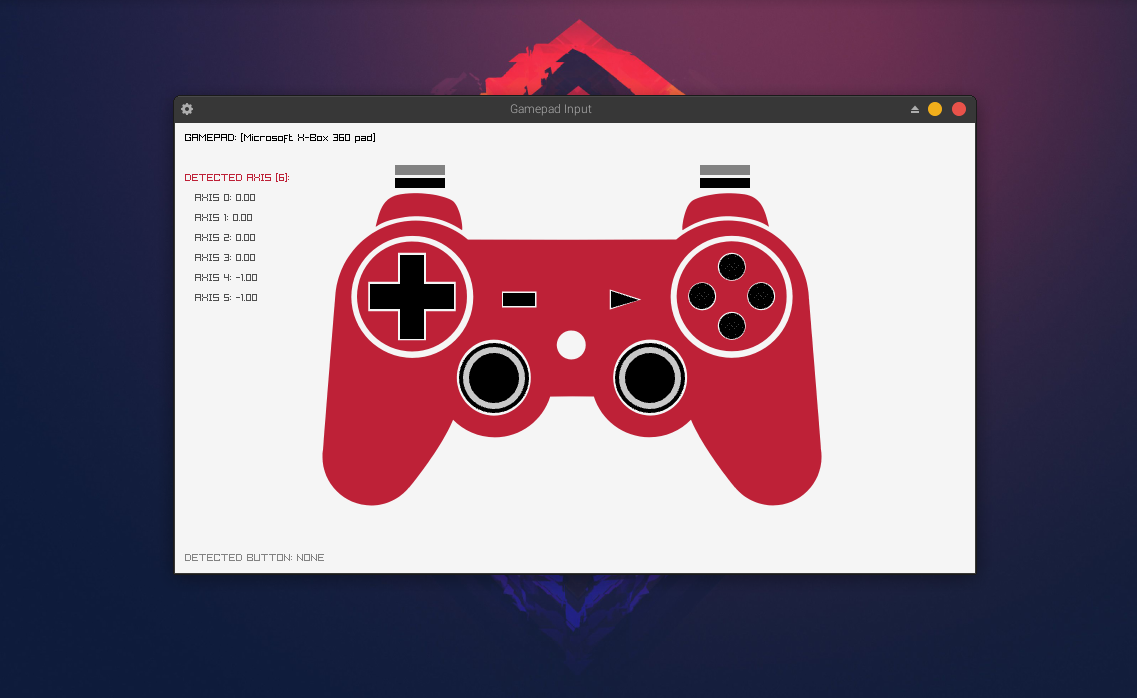 Gamepad Input
GAMEPAD: [Microsoft X-Box 360 pad]
DETECTED AXIS [6]:
AXIS 0: 0.00
AXIS 1: 0.00
AXIS 2: 0.00
AXIS 3: 0.00
AXIS 4: -1.00
AXIS 5: -1.00
DETECTED BUTTON: NONE